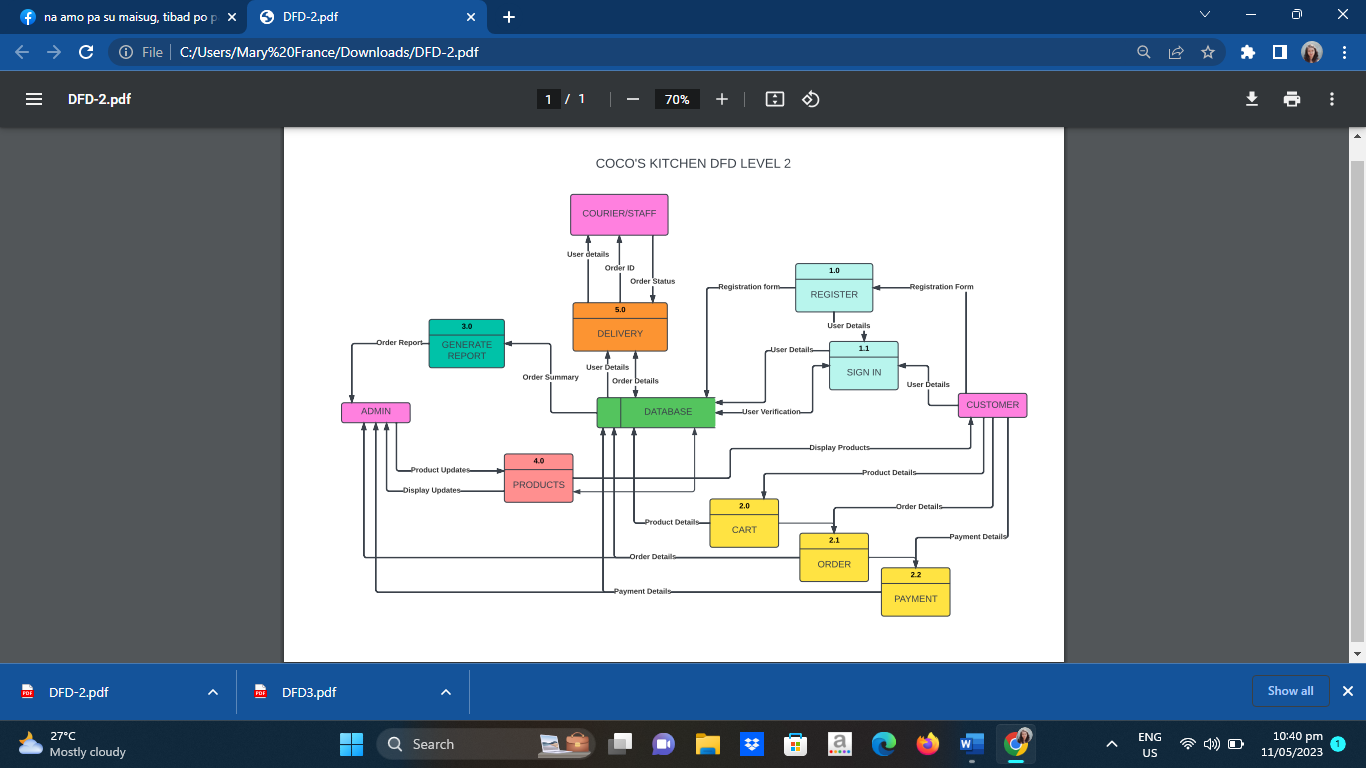 na amo pa su maisug, tibad po p
DFD-2.pdf
File
C:/Users/Mary%20France/Downloads/DFD-2.pdf
DFD-2.pdf
1 / 1
70%
COCO'S KITCHEN DFD LEVEL 2
COURIER/STAFF
User details
Order ID
Order Status
1.0
REGISTER
Registration form
Registration Form
5.0
DELIVERY
3.0
GENERATE
REPORT
Order Report
User Details
1.1
SIGN IN
User Details
User Details
Order Details
Order Summary
User Details
ADMIN
DATABASE
User Verification
CUSTOMER
Display Products
4.0
PRODUCTS
Product Updates
Display Updates
Product Details
2.0
CART
Product Details
Order Details
2.1
ORDER
Order Details
Payment Details
2.2
PAYMENT
Payment Details
DFD-2.pdf
DFD3.pdf
Show all
27°C
Mostly cloudy
Search
ENG
US
10:40 pm
11/05/2023
1